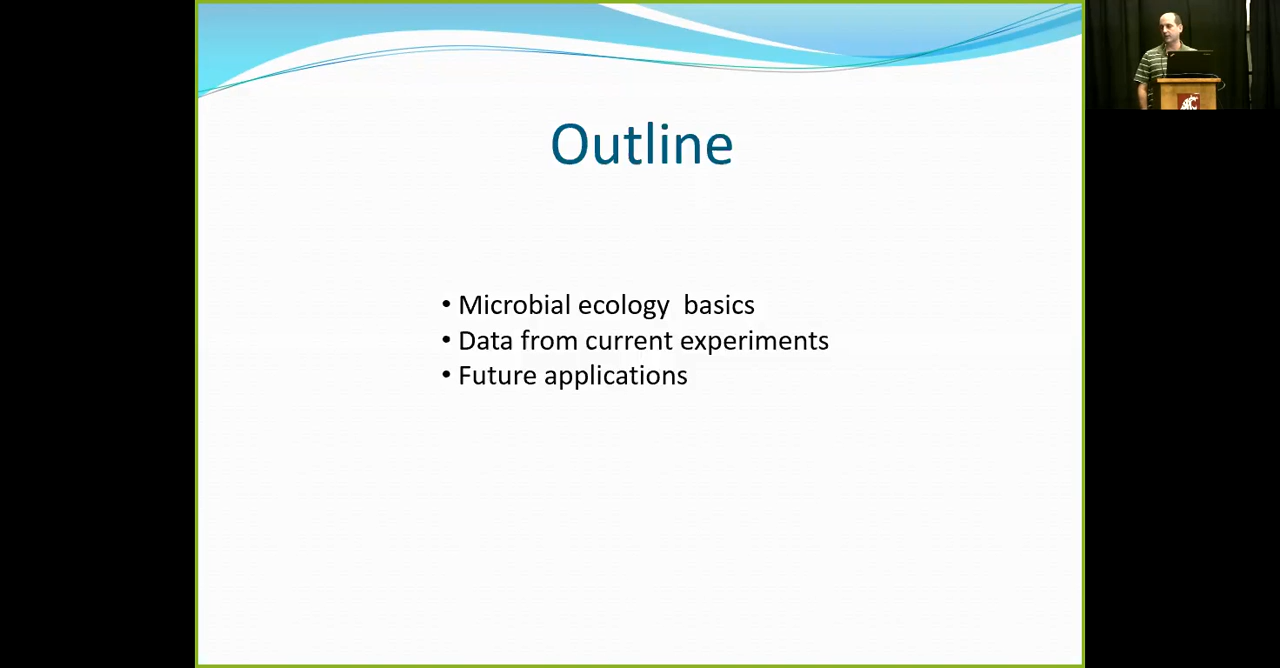 Outline
• Microbial ecology  basics
• Data from current experiments
• Future applications